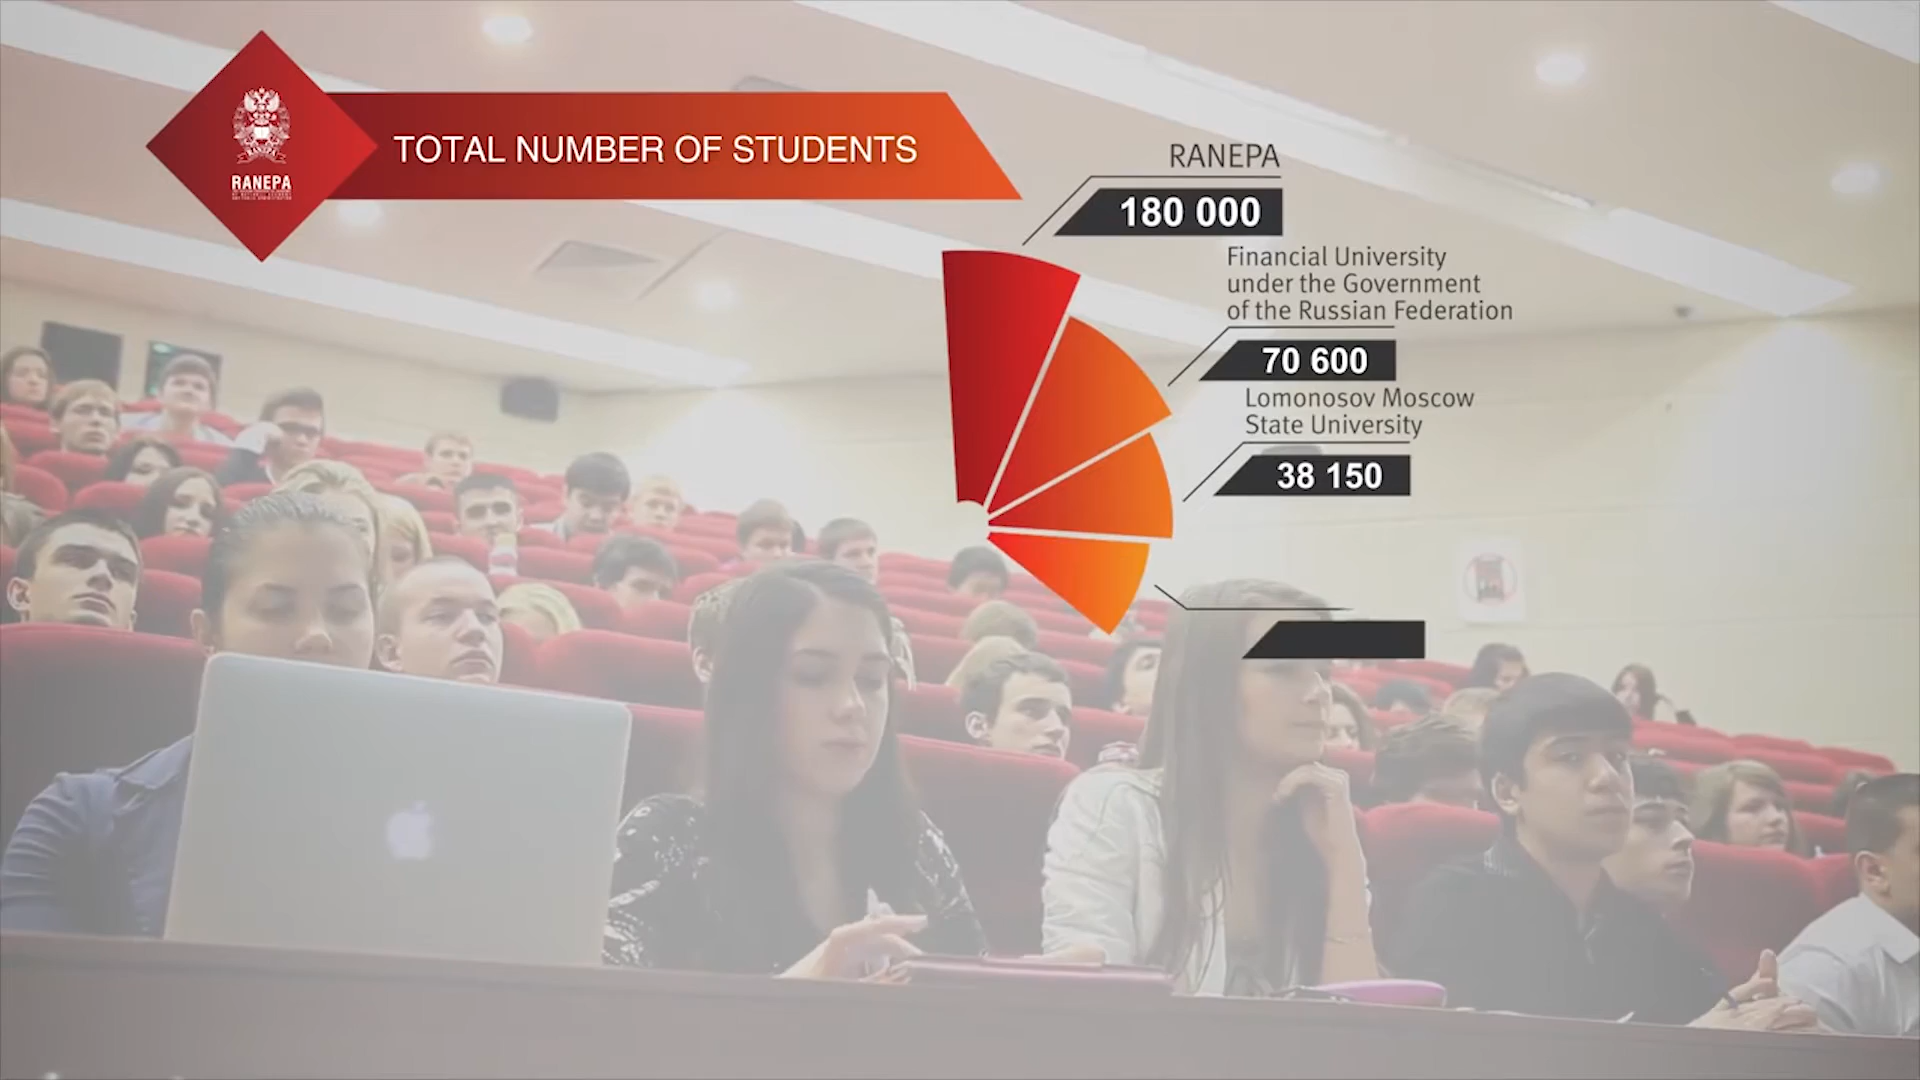 RANEPA
TOTAL NUMBER OF STUDENTS
RANEPA
180 000
Financial University
under the Government
of the Russian Federation
70 600
Lomonosov Moscow
State University
38 150